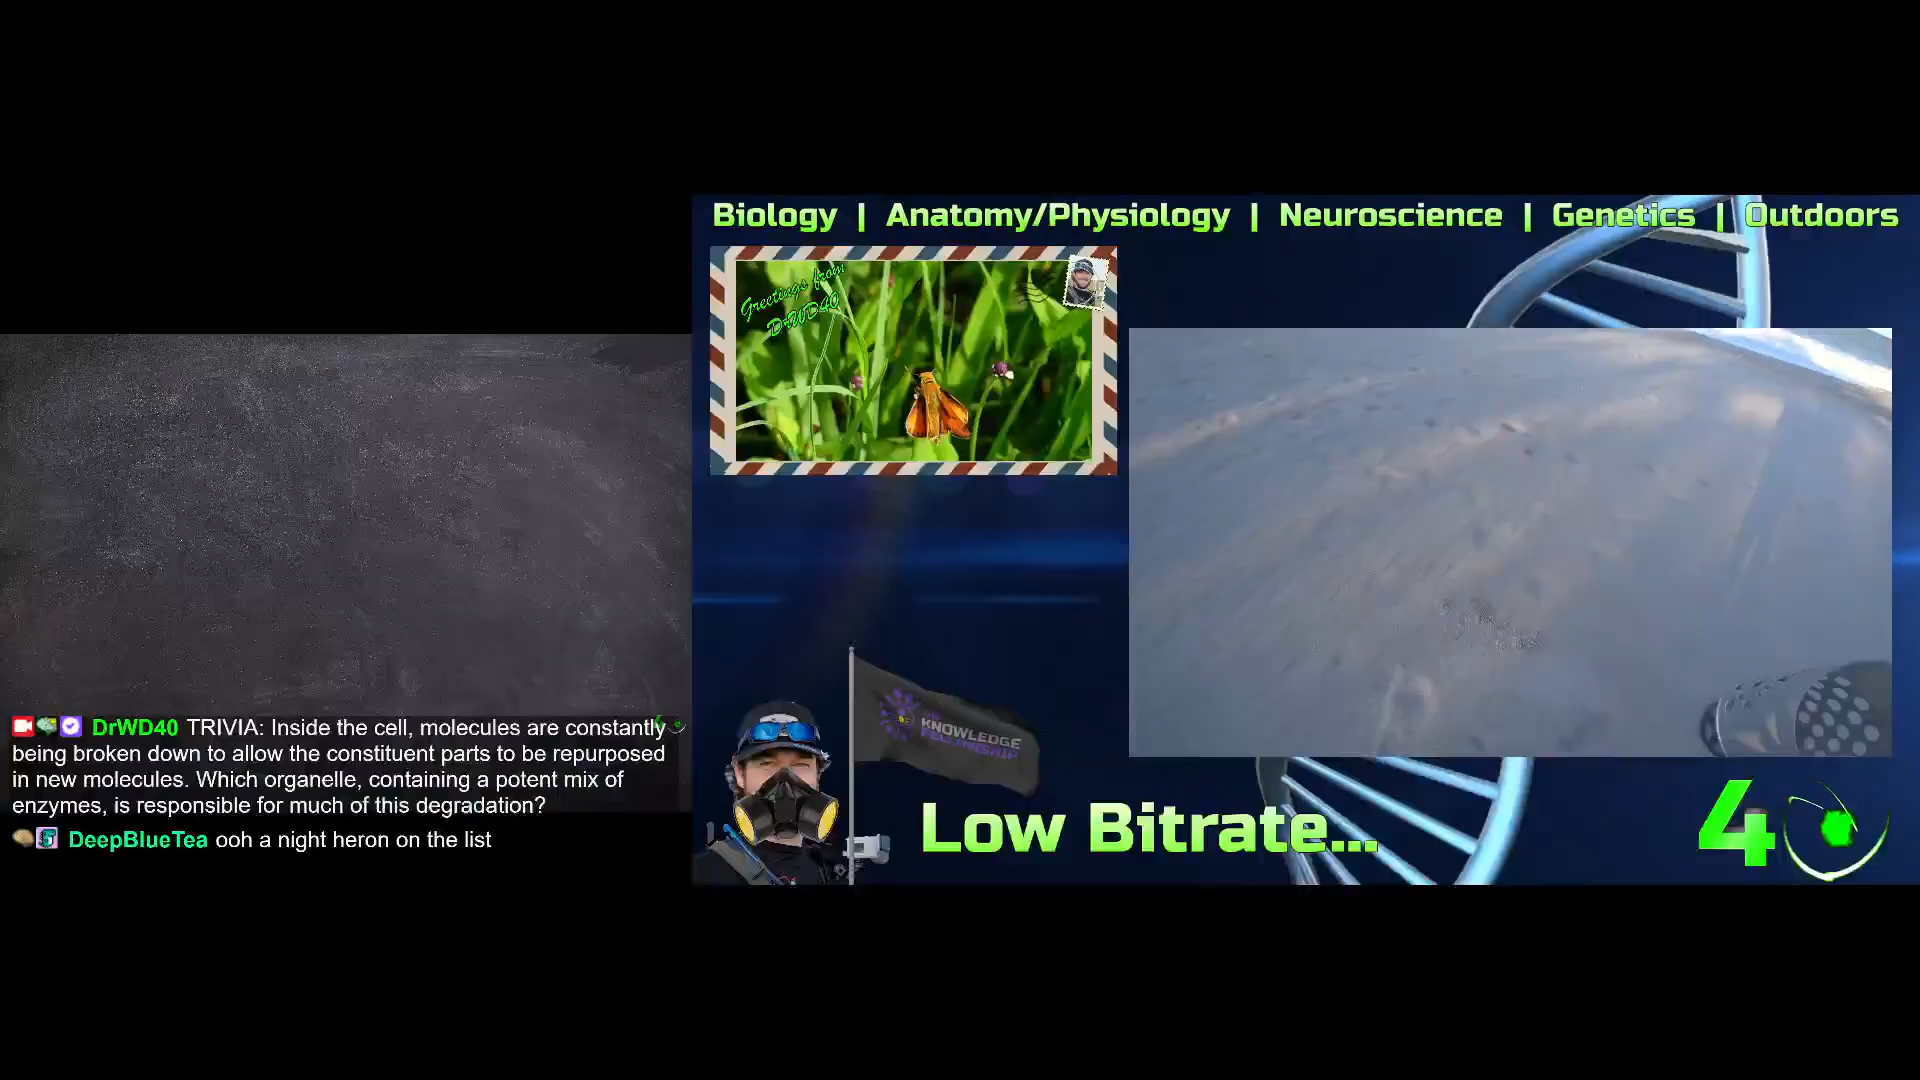 Biology | Anatomy/Physiology | Neuroscience | Genetics | Outdoors
Greetings from
DrWD40
DrWD40 TRIVIA: Inside the cell, molecules are constantly
being broken down to allow the constituent parts to be repurposed
in new molecules. Which organelle, containing a potent mix of
enzymes, is responsible for much of this degradation?
DeepBlueTea ooh a night heron on the list
KNOWLEDGE
FELLOWSHIP
Low Bitrate...
4